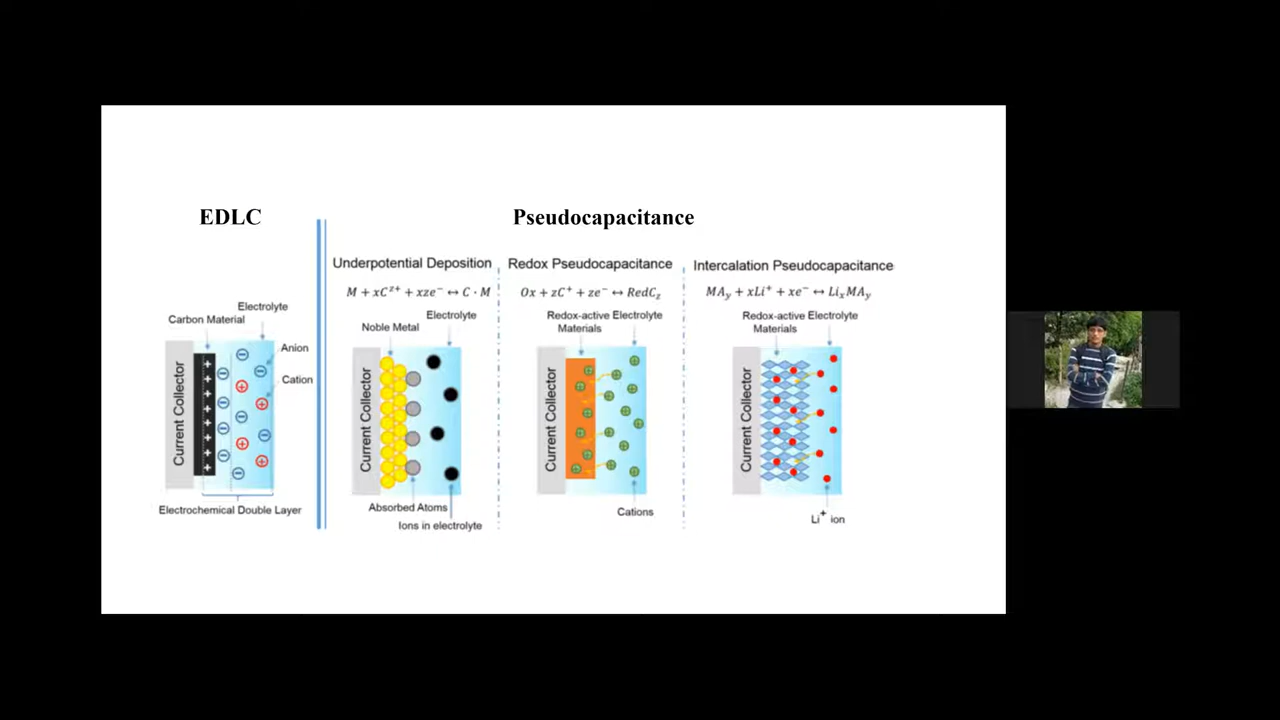 EDLC
Electrolyte
Carbon Material
Anion
Cation
Current Collector
+
+
+
+
+
+
+
+
Electrochemical Double Layer
Pseudocapacitance
Underpotential Deposition
M + xC^{z+} + xze^− ↔ C · M
Electrolyte
Noble Metal
Current Collector
Absorbed Atoms
Ions in electrolyte
Redox Pseudocapacitance
Ox + zC^+ + ze^− ↔ RedC_z
Redox-active Electrolyte
Materials
Current Collector
Cations
Intercalation Pseudocapacitance
MA_y + xLi^+ + xe^− ↔ Li_xMA_y
Redox-active Electrolyte
Materials
Current Collector
Li^+ ion